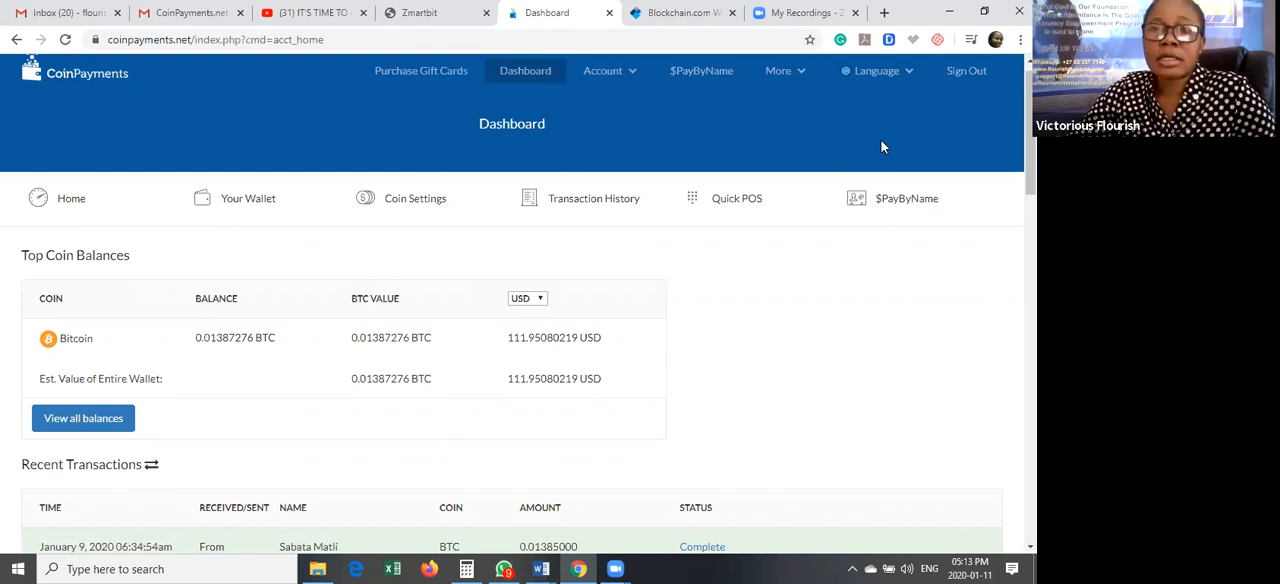 Inbox (20) - flouris
CoinPayments.net
(31) IT'S TIME TO
Zmartbit
Dashboard
Blockchain.com W
My Recordings - Z
coinpayments.net/index.php?cmd=acct_home
CoinPayments
Purchase Gift Cards
Dashboard
Account
$PayByName
More
Language
Sign Out
Dashboard
Home
Your Wallet
Coin Settings
Transaction History
Quick POS
$PayByName
Top Coin Balances
COIN BALANCE BTC VALUE USD
Bitcoin 0.01387276 BTC 0.01387276 BTC 111.95080219 USD
Est. Value of Entire Wallet: 0.01387276 BTC 111.95080219 USD
View all balances
Recent Transactions
TIME RECEIVED/SENT NAME COIN AMOUNT STATUS
January 9, 2020 06:34:54am From Sabata Matli BTC 0.01385000 Complete
Victorious Flourish
Type here to search
9
ENG
05:13 PM
2020-01-11